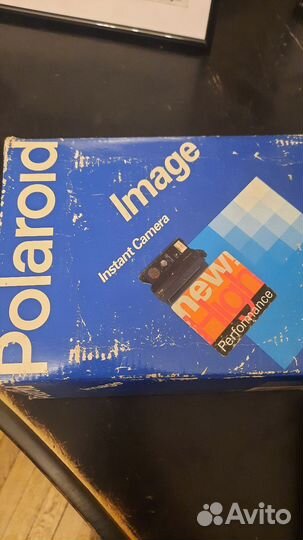 Polaroid
Image
Instant Camera
new!
High
Performance
Avito